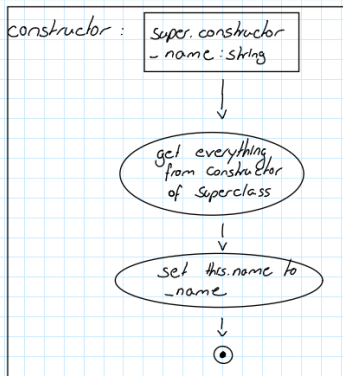 constructor :
super.constructor
_name : string
get everything
from constructor
of Superclass
set this.name to
_name